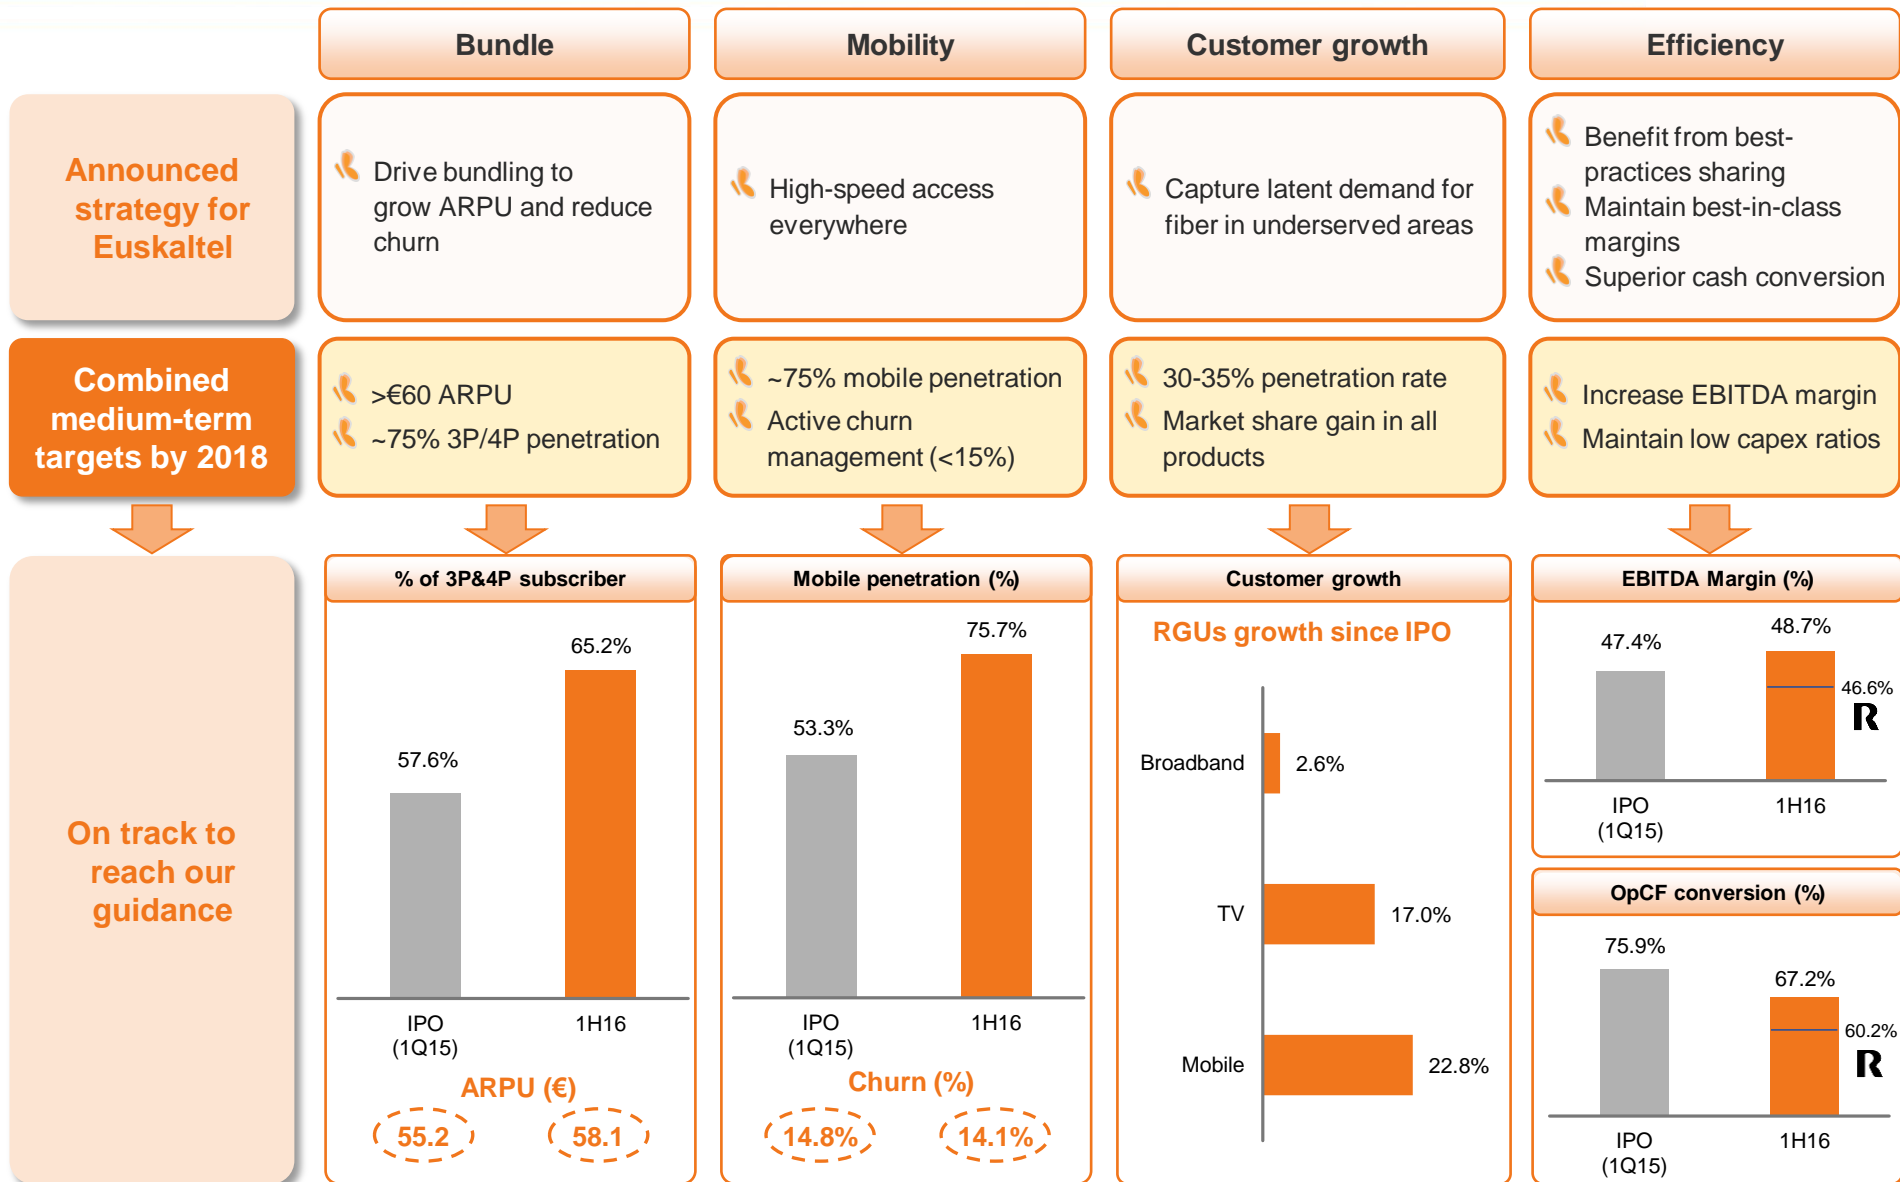 Bundle
Mobility
Customer growth
Efficiency
Announced
strategy for
Euskaltel
Drive bundling to
grow ARPU and reduce
churn
High-speed access
everywhere
Capture latent demand for
fiber in underserved areas
Benefit from best-
practices sharing
Maintain best-in-class
margins
Superior cash conversion
Combined
medium-term
targets by 2018
>€60 ARPU
~75% 3P/4P penetration
~75% mobile penetration
Active churn
management (<15%)
30-35% penetration rate
Market share gain in all
products
Increase EBITDA margin
Maintain low capex ratios
On track to
reach our
guidance
% of 3P&4P subscriber
57.6%
65.2%
IPO
(1Q15)
1H16
ARPU (€)
55.2
58.1
Mobile penetration (%)
53.3%
75.7%
IPO
(1Q15)
1H16
Churn (%)
14.8%
14.1%
Customer growth
RGUs growth since IPO
Broadband
2.6%
TV
17.0%
Mobile
22.8%
EBITDA Margin (%)
47.4%
48.7%
46.6%
R
IPO
(1Q15)
1H16
OpCF conversion (%)
75.9%
67.2%
60.2%
R
IPO
(1Q15)
1H16